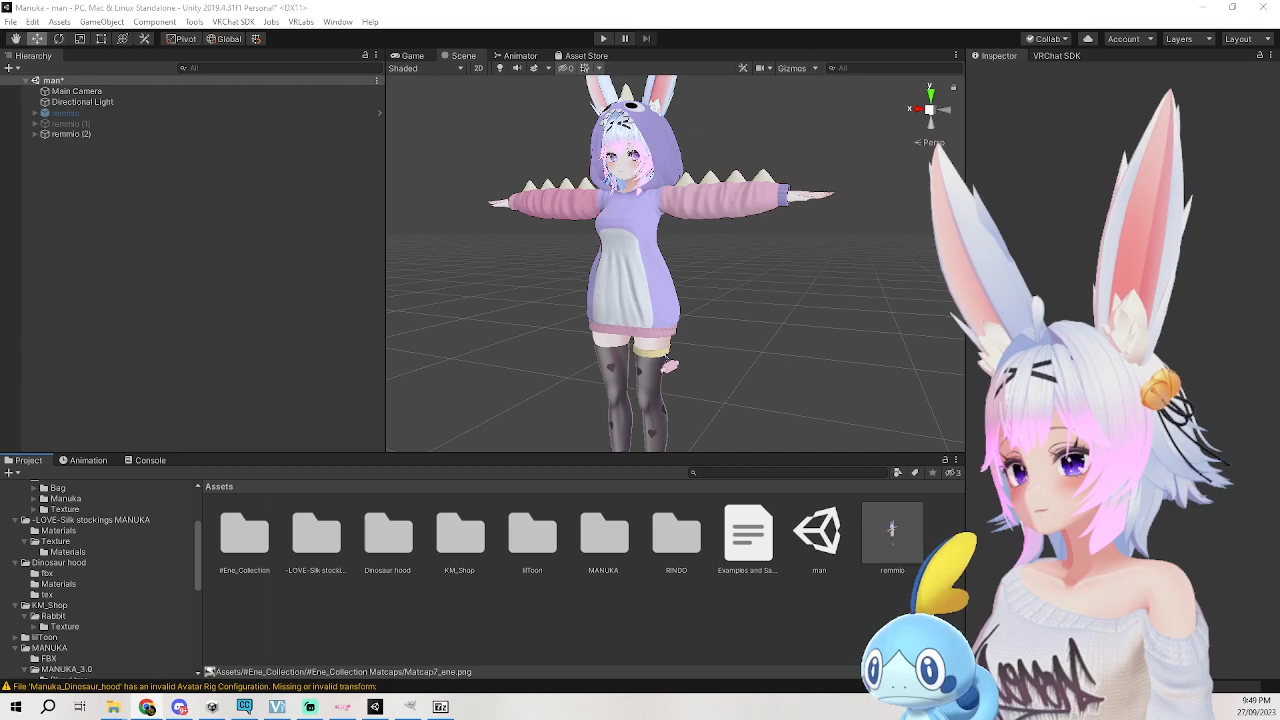 Manuka - man - PC, Mac & Linux Standalone - Unity 2019.4.31f1 Personal* <DX11>
File Edit Assets GameObject Component Tools VRChat SDK Jobs VRLabs Window Help
Pivot Global Collab Account Layers Layout
Hierarchy Game Scene Animator Asset Store Inspector VRChat SDK
All Shaded 2D 0 Gizmos All
man*
Main Camera
Directional Light
remmio
remmio (1)
remmio (2)
y
x
Persp
Project Animation Console
3
Assets
Bag
Manuka
Texture
-LOVE-Silk stockings MANUKA
Materials
Texture
Materials
Dinosaur hood
fbx
Materials
tex
KM_Shop
Rabbit
Texture
lilToon
MANUKA
FBX
MANUKA_3.0
#Ene_Collection -LOVE-Silk stocki... Dinosaur hood KM_Shop lilToon MANUKA RINDO Examples and Sa... man remmio
Assets/#Ene_Collection/#Ene_Collection Matcaps/Matcap7_ene.png
File 'Manuka_Dinosaur_hood' has an invalid Avatar Rig Configuration. Missing or invalid transform:
9:49 PM